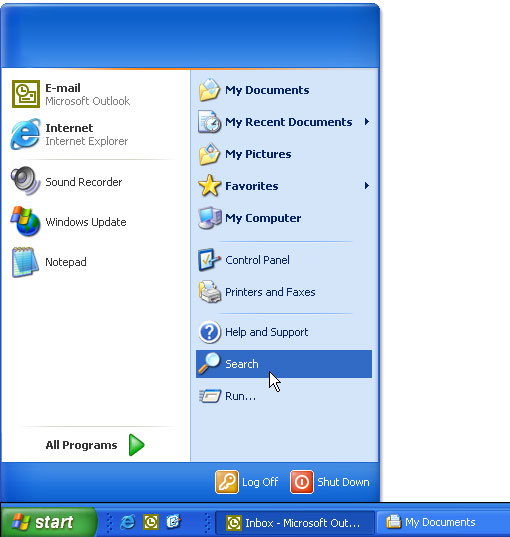 E-mail
Microsoft Outlook
Internet
Internet Explorer
Sound Recorder
Windows Update
Notepad
All Programs
My Documents
My Recent Documents
My Pictures
Favorites
My Computer
Control Panel
Printers and Faxes
Help and Support
Search
Run...
Log Off
Shut Down
start
Inbox - Microsoft Out...
My Documents